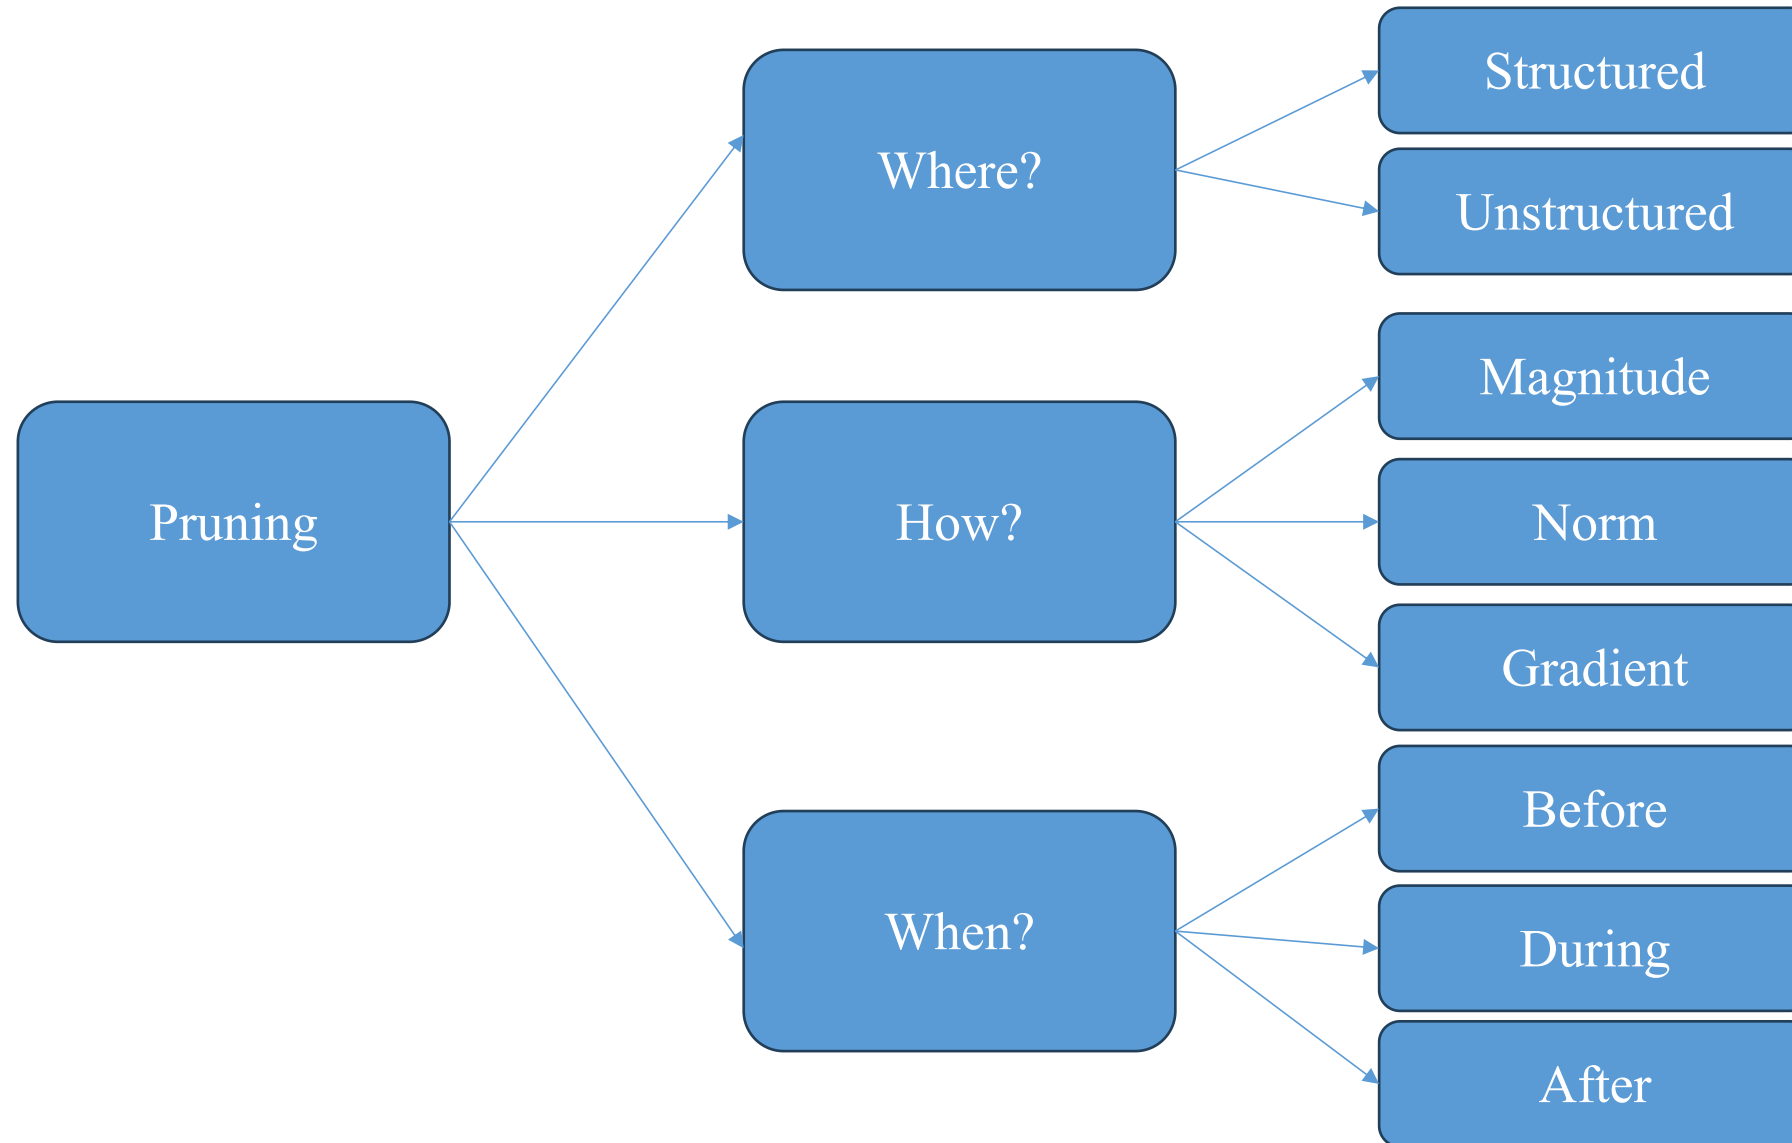 Pruning
Where?
Structured
Unstructured
How?
Magnitude
Norm
Gradient
When?
Before
During
After